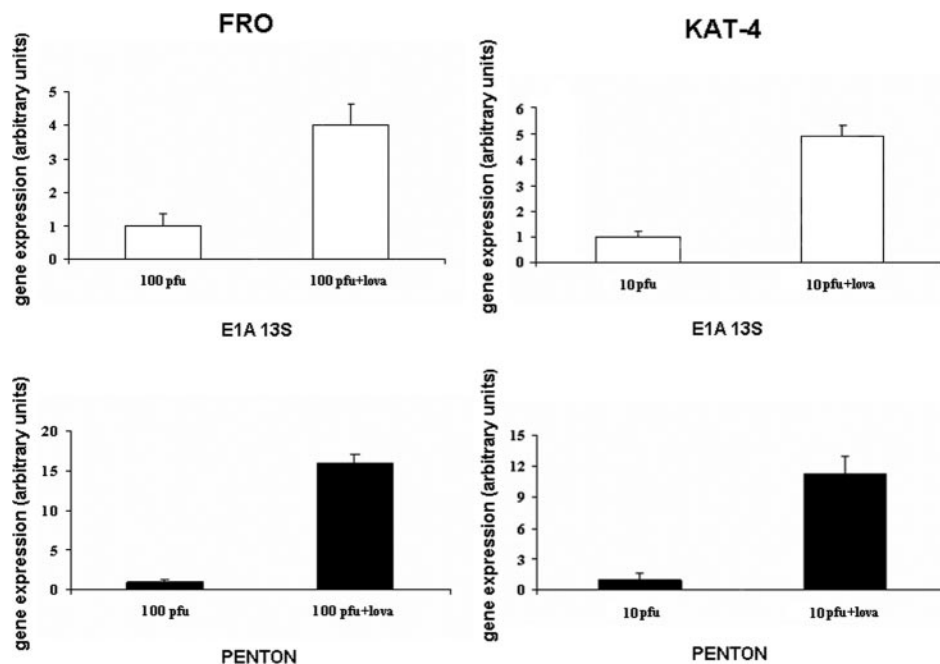 FRO
gene expression (arbitrary units)
5
4
3
2
1
0
100 pfu
100 pfu+lova
E1A 13S
KAT-4
gene expression (arbitrary units)
6
5
4
3
2
1
0
10 pfu
10 pfu+lova
E1A 13S
gene expression (arbitrary units)
20
15
10
5
0
100 pfu
100 pfu+lova
PENTON
gene expression (arbitrary units)
15
12
9
6
3
0
10 pfu
10 pfu+lova
PENTON